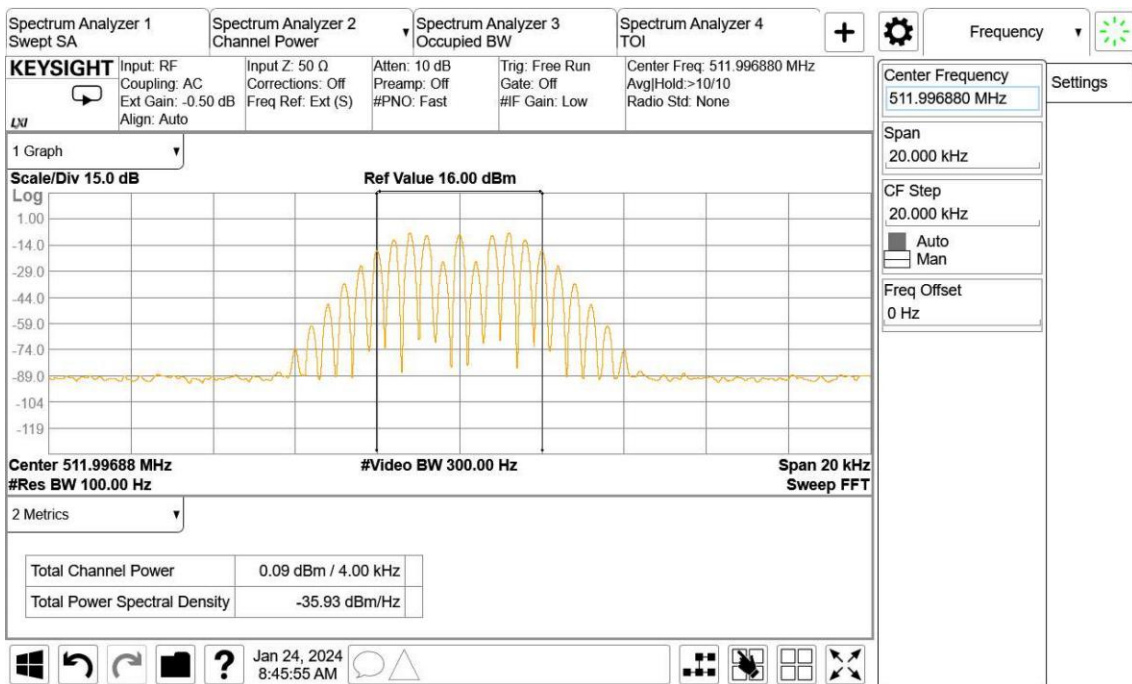 Spectrum Analyzer 1
Swept SA
Spectrum Analyzer 2
Channel Power
Spectrum Analyzer 3
Occupied BW
Spectrum Analyzer 4
TOI
+
Frequency
KEYSIGHT
LXI
Input: RF
Coupling: AC
Ext Gain: -0.50 dB
Align: Auto
Input Z: 50 Ω
Corrections: Off
Freq Ref: Ext (S)
Atten: 10 dB
Preamp: Off
#PNO: Fast
Trig: Free Run
Gate: Off
#IF Gain: Low
Center Freq: 511.996880 MHz
Avg|Hold:>10/10
Radio Std: None
Center Frequency
511.996880 MHz
Settings
Span
20.000 kHz
CF Step
20.000 kHz
Auto
Man
Freq Offset
0 Hz
1 Graph
Scale/Div 15.0 dB
Ref Value 16.00 dBm
Log
1.00
-14.0
-29.0
-44.0
-59.0
-74.0
-89.0
-104
-119
Center 511.99688 MHz
#Video BW 300.00 Hz
Span 20 kHz
#Res BW 100.00 Hz
Sweep FFT
2 Metrics
Total Channel Power 0.09 dBm / 4.00 kHz
Total Power Spectral Density -35.93 dBm/Hz
?
Jan 24, 2024
8:45:55 AM